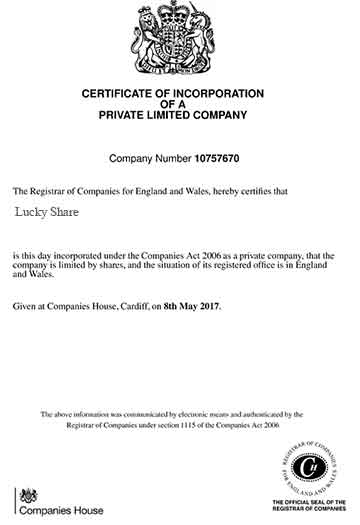 CERTIFICATE OF INCORPORATION
OF A
PRIVATE LIMITED COMPANY
Company Number 10757670
The Registrar of Companies for England and Wales, hereby certifies that
Lucky Share
is this day incorporated under the Companies Act 2006 as a private company, that the
company is limited by shares, and the situation of its registered office is in England
and Wales.
Given at Companies House, Cardiff, on 8th May 2017.
The above information was communicated by electronic means and authenticated by the
Registrar of Companies under section 1115 of the Companies Act 2006
Companies House
REGISTRAR OF COMPANIES
FOR ENGLAND AND WALES
CH
THE OFFICIAL SEAL OF THE
REGISTRAR OF COMPANIES